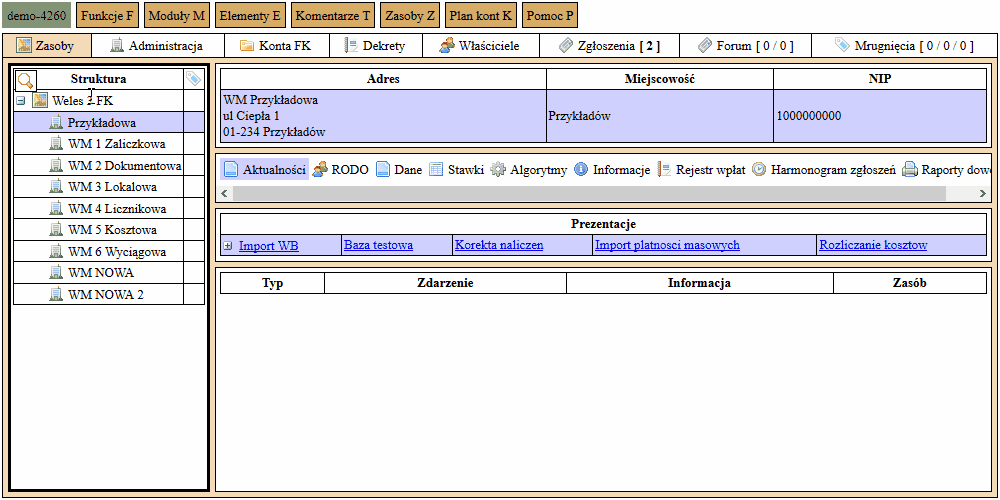 demo-4260 Funkcje F Moduły M Elementy E Komentarze T Zasoby Z Plan kont K Pomoc P
Zasoby Administracja Konta FK Dekrety Właściciele Zgłoszenia [ 2 ] Forum [ 0 / 0 ] Mrugnięcia [ 0 / 0 / 0 ]
Struktura
Weles 3 FK
Przykładowa
WM 1 Zaliczkowa
WM 2 Dokumentowa
WM 3 Lokalowa
WM 4 Licznikowa
WM 5 Kosztowa
WM 6 Wyciągowa
WM NOWA
WM NOWA 2
Adres Miejscowość NIP
WM Przykładowa
ul Ciepła 1
01-234 Przykładów
Przykładów
1000000000
Aktualności RODO Dane Stawki Algorytmy Informacje Rejestr wpłat Harmonogram zgłoszeń Raporty dow
Prezentacje
Import WB Baza testowa Korekta naliczen Import platnosci masowych Rozliczanie kosztow
Typ Zdarzenie Informacja Zasób